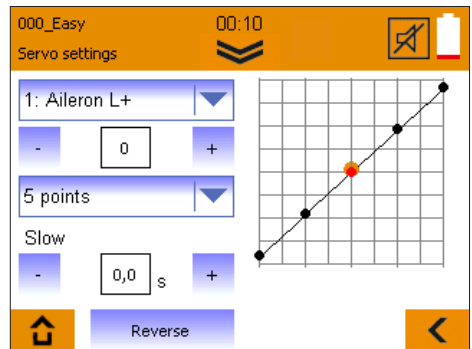 000_Easy
00:10
Servo settings
1: Aileron L+
- 0 +
5 points
Slow
- 0,0 s +
Reverse